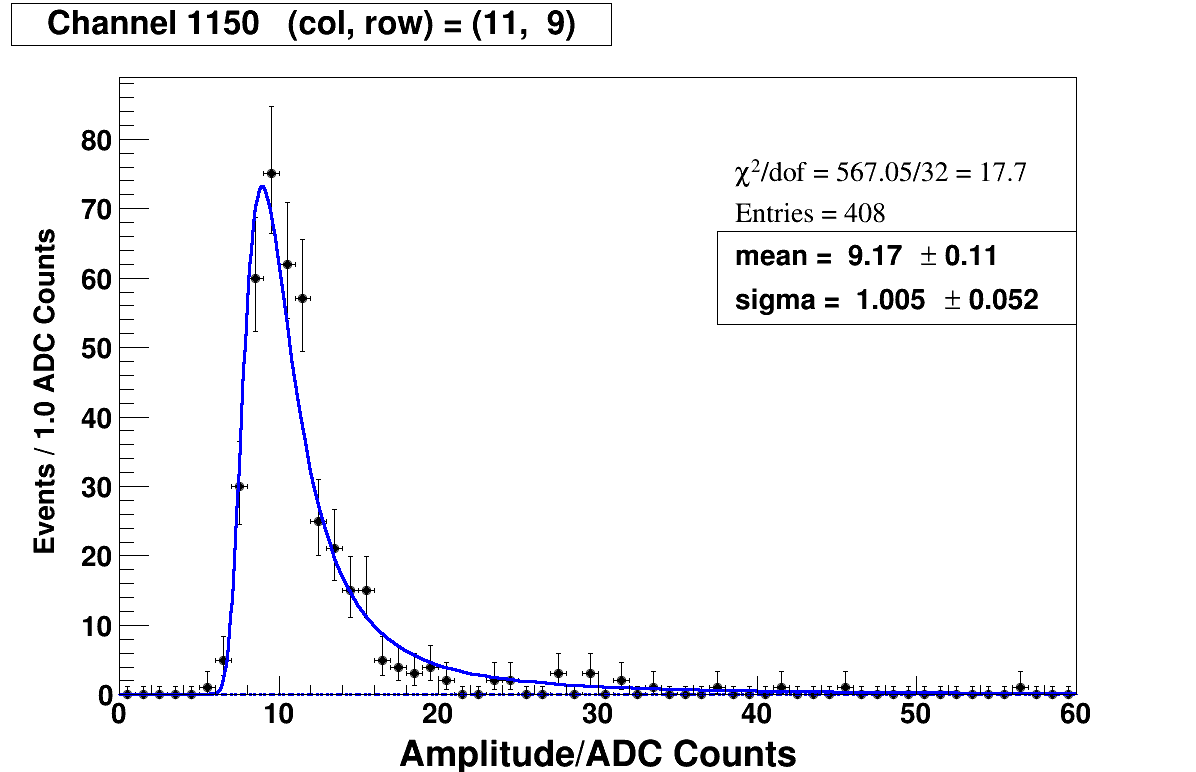 Channel 1150 (col, row) = (11, 9)
χ²/dof = 567.05/32 = 17.7
Entries = 408
mean = 9.17 ± 0.11
sigma = 1.005 ± 0.052
Events / 1.0 ADC Counts
80
70
60
50
40
30
20
10
0
0 10 20 30 40 50 60
Amplitude/ADC Counts